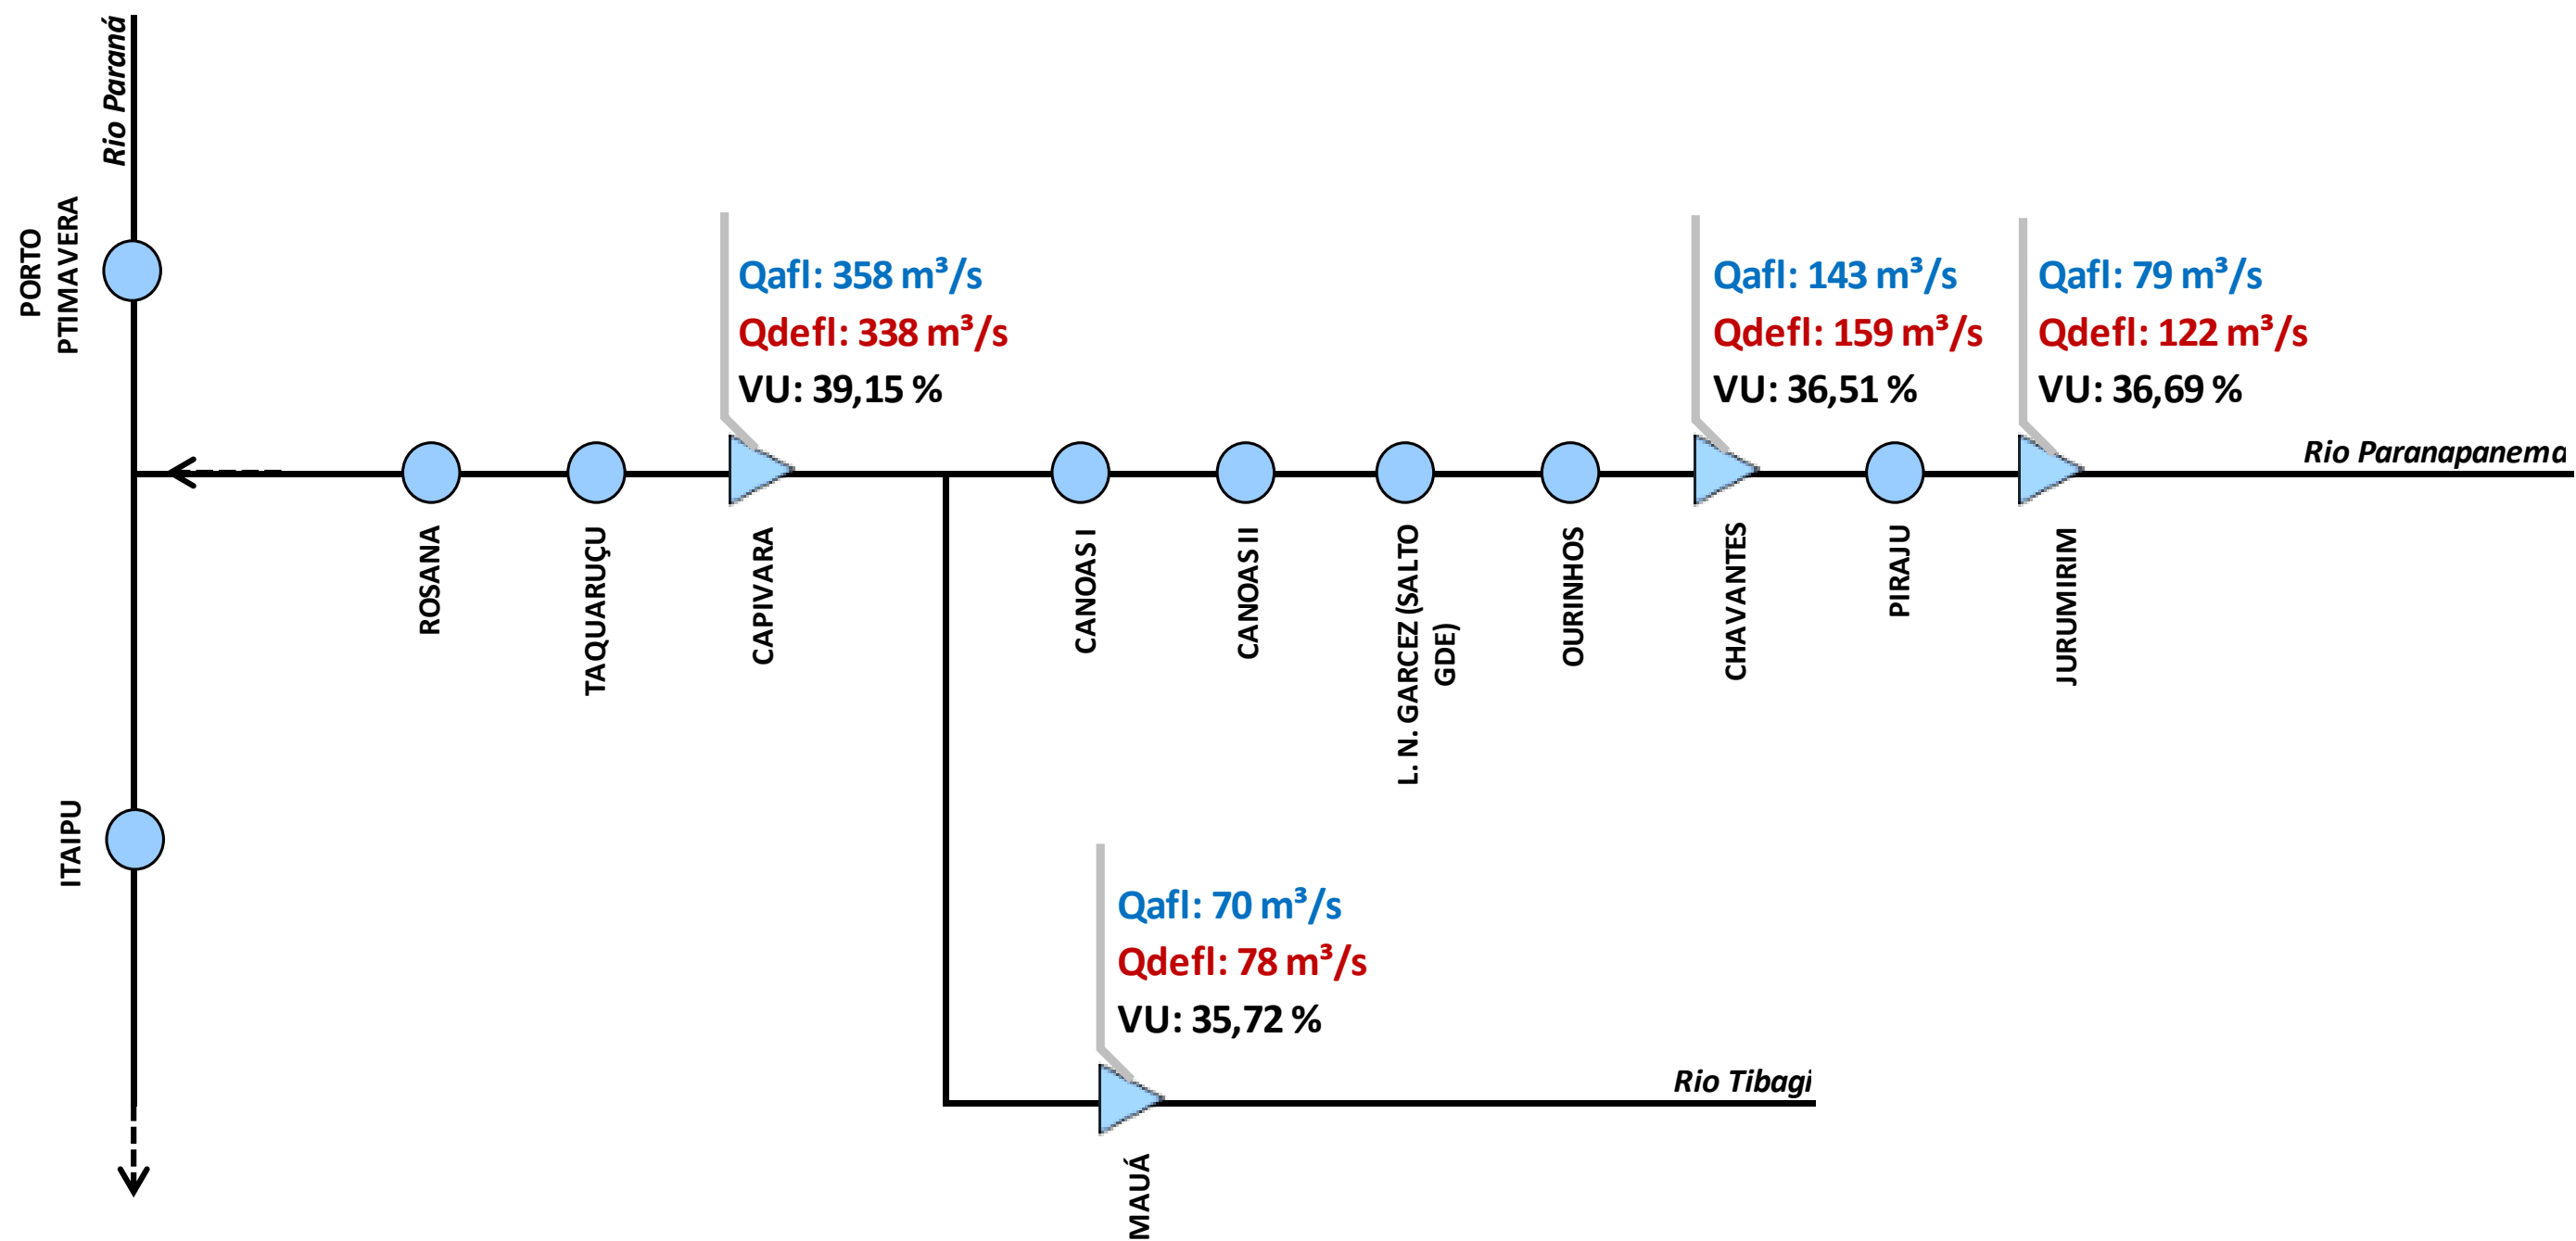 Rio Paraná
PORTO
PTIMAVERA
Qafl: 358 m³/s
Qdefl: 338 m³/s
VU: 39,15 %
Qafl: 143 m³/s
Qdefl: 159 m³/s
VU: 36,51 %
Qafl: 79 m³/s
Qdefl: 122 m³/s
VU: 36,69 %
Rio Paranapanema
ROSANA
TAQUARUÇU
CAPIVARA
CANOAS I
CANOAS II
L. N. GARCEZ (SALTO
GDE)
OURINHOS
CHAVANTES
PIRAJU
JURUMIRIM
ITAIPU
Qafl: 70 m³/s
Qdefl: 78 m³/s
VU: 35,72 %
Rio Tibagi
MAUÁ